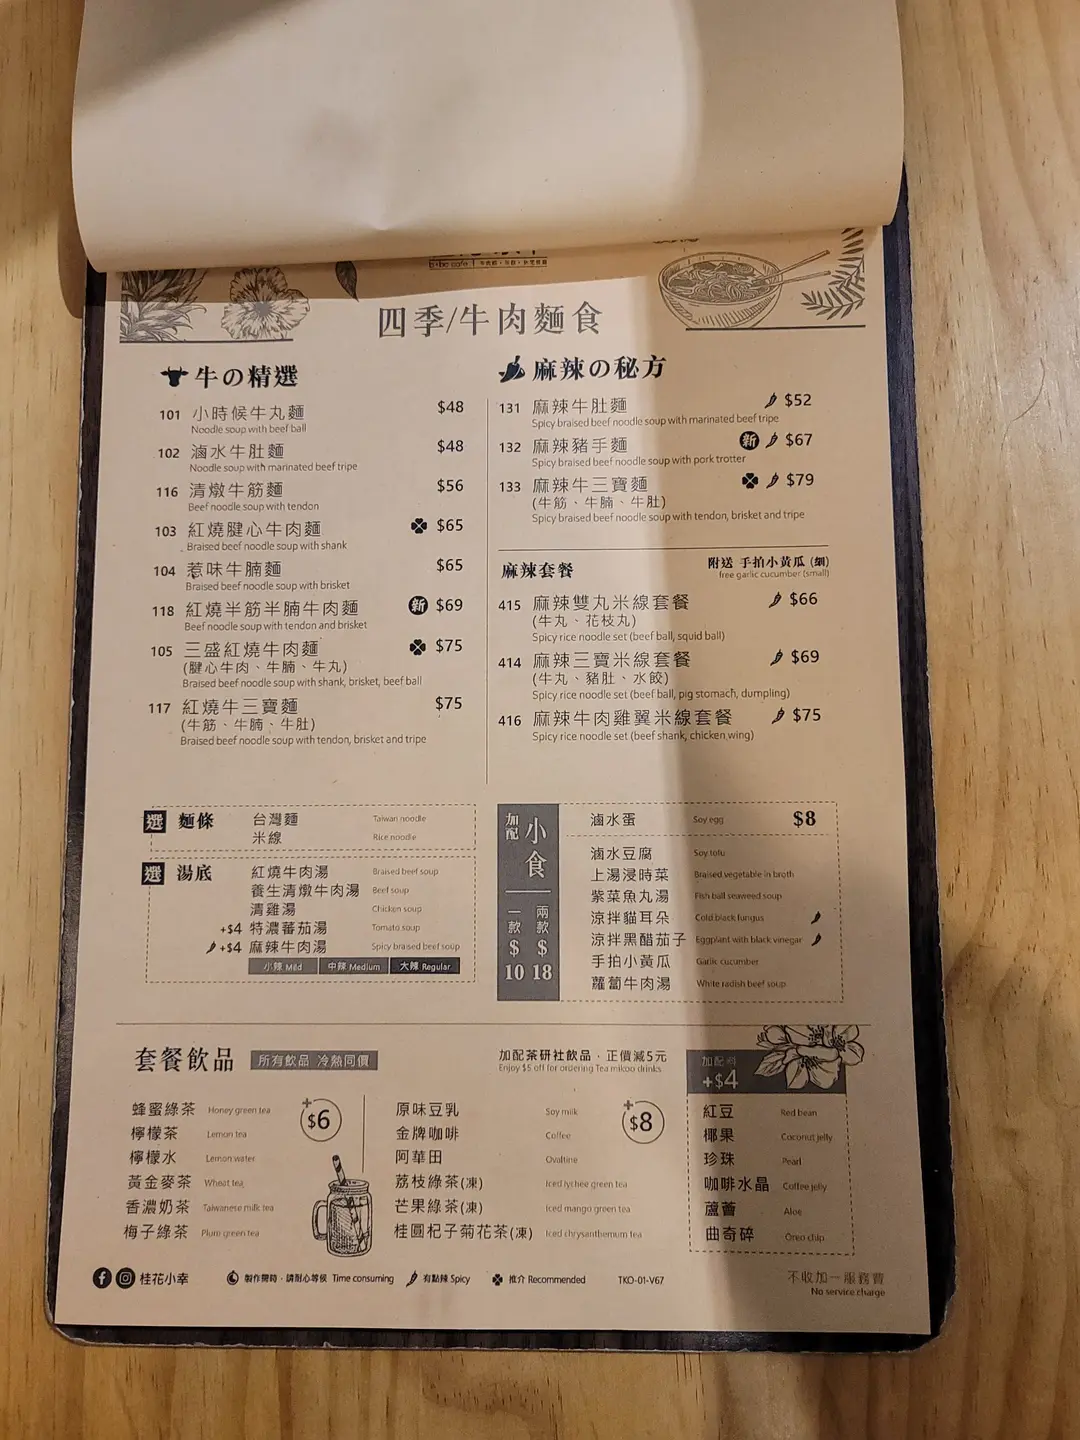 四季/牛肉麵食
牛の精選
101 小時候牛丸麵 $48
Noodle soup with beef ball
102 滷水牛肚麵 $48
Noodle soup with marinated beef tripe
116 清燉牛筋麵 $56
Beef noodle soup with tendon
103 紅燒腱心牛肉麵 $65
Braised beef noodle soup with shank
104 惹味牛腩麵 $65
Braised beef noodle soup with brisket
118 紅燒半筋半腩牛肉麵 新 $69
Beef noodle soup with tendon and brisket
105 三盛紅燒牛肉麵 $75
(腱心牛肉、牛腩、牛丸)
Braised beef noodle soup with shank, brisket, beef ball
117 紅燒牛三寶麵 $75
(牛筋、牛腩、牛肚)
Braised beef noodle soup with tendon, brisket and tripe
麻辣の秘方
131 麻辣牛肚麵 $52
Spicy braised beef noodle soup with marinated beef tripe
132 麻辣豬手麵 新 $67
Spicy braised beef noodle soup with pork trotter
133 麻辣牛三寶麵 $79
(牛筋、牛腩、牛肚)
Spicy braised beef noodle soup with tendon, brisket and tripe
麻辣套餐 附送 手拍小黃瓜 (細)
free garlic cucumber (small)
415 麻辣雙丸米線套餐 $66
(牛丸、花枝丸)
Spicy rice noodle set (beef ball, squid ball)
414 麻辣三寶米線套餐 $69
(牛丸、豬肚、水餃)
Spicy rice noodle set (beef ball, pig stomach, dumpling)
416 麻辣牛肉雞翼米線套餐 $75
Spicy rice noodle set (beef shank, chicken wing)
選 麵條 台灣麵 Taiwan noodle
米線 Rice noodle
選 湯底 紅燒牛肉湯 Braised beef soup
養生清燉牛肉湯 Beef soup
清雞湯 Chicken soup
+$4 特濃蕃茄湯 Tomato soup
+$4 麻辣牛肉湯 Spicy braised beef soup
小辣 Mild 中辣 Medium 大辣 Regular
加配 小食
一款 $10
兩款 $18
滷水蛋 Soy egg $8
滷水豆腐 Soy tofu
上湯浸時菜 Braised vegetable in broth
紫菜魚丸湯 Fish ball seaweed soup
涼拌貓耳朵 Cold black fungus
涼拌黑醋茄子 Eggplant with black vinegar
手拍小黃瓜 Garlic cucumber
蘿蔔牛肉湯 White radish beef soup
套餐飲品 所有飲品 冷熱同價
加配茶研社飲品，正價減5元
Enjoy $5 off for ordering Tea mikoo drinks
蜂蜜綠茶 Honey green tea
檸檬茶 Lemon tea
檸檬水 Lemon water
黃金麥茶 Wheat tea
香濃奶茶 Taiwanese milk tea
梅子綠茶 Plum green tea
+$6
原味豆乳 Soy milk
金牌咖啡 Coffee
阿華田 Ovaltine
荔枝綠茶(凍) Iced lychee green tea
芒果綠茶(凍) Iced mango green tea
桂圓杞子菊花茶(凍) Iced chrysanthemum tea
+$8
加配料
+$4
紅豆 Red bean
椰果 Coconut jelly
珍珠 Pearl
咖啡水晶 Coffee jelly
蘆薈 Aloe
曲奇碎 Oreo chip
桂花小幸
製作需時，請耐心等候 Time consuming 有點辣 Spicy 推介 Recommended TKO-01-V67
不收加一服務費
No service charge